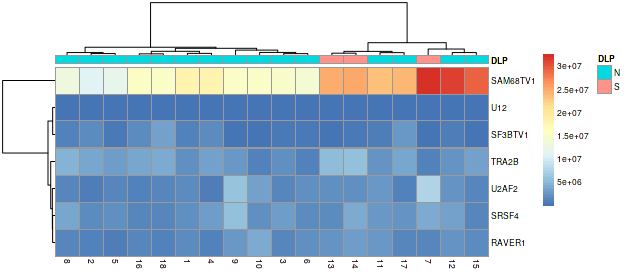 DLP
SAM68TV1
U12
SF3BTV1
TRA2B
U2AF2
SRSF4
RAVER1
8 2 5 16 18 1 4 9 10 3 6 13 14 11 17 7 12 15
3e+07
2.5e+07
2e+07
1.5e+07
1e+07
5e+06
DLP
N
S